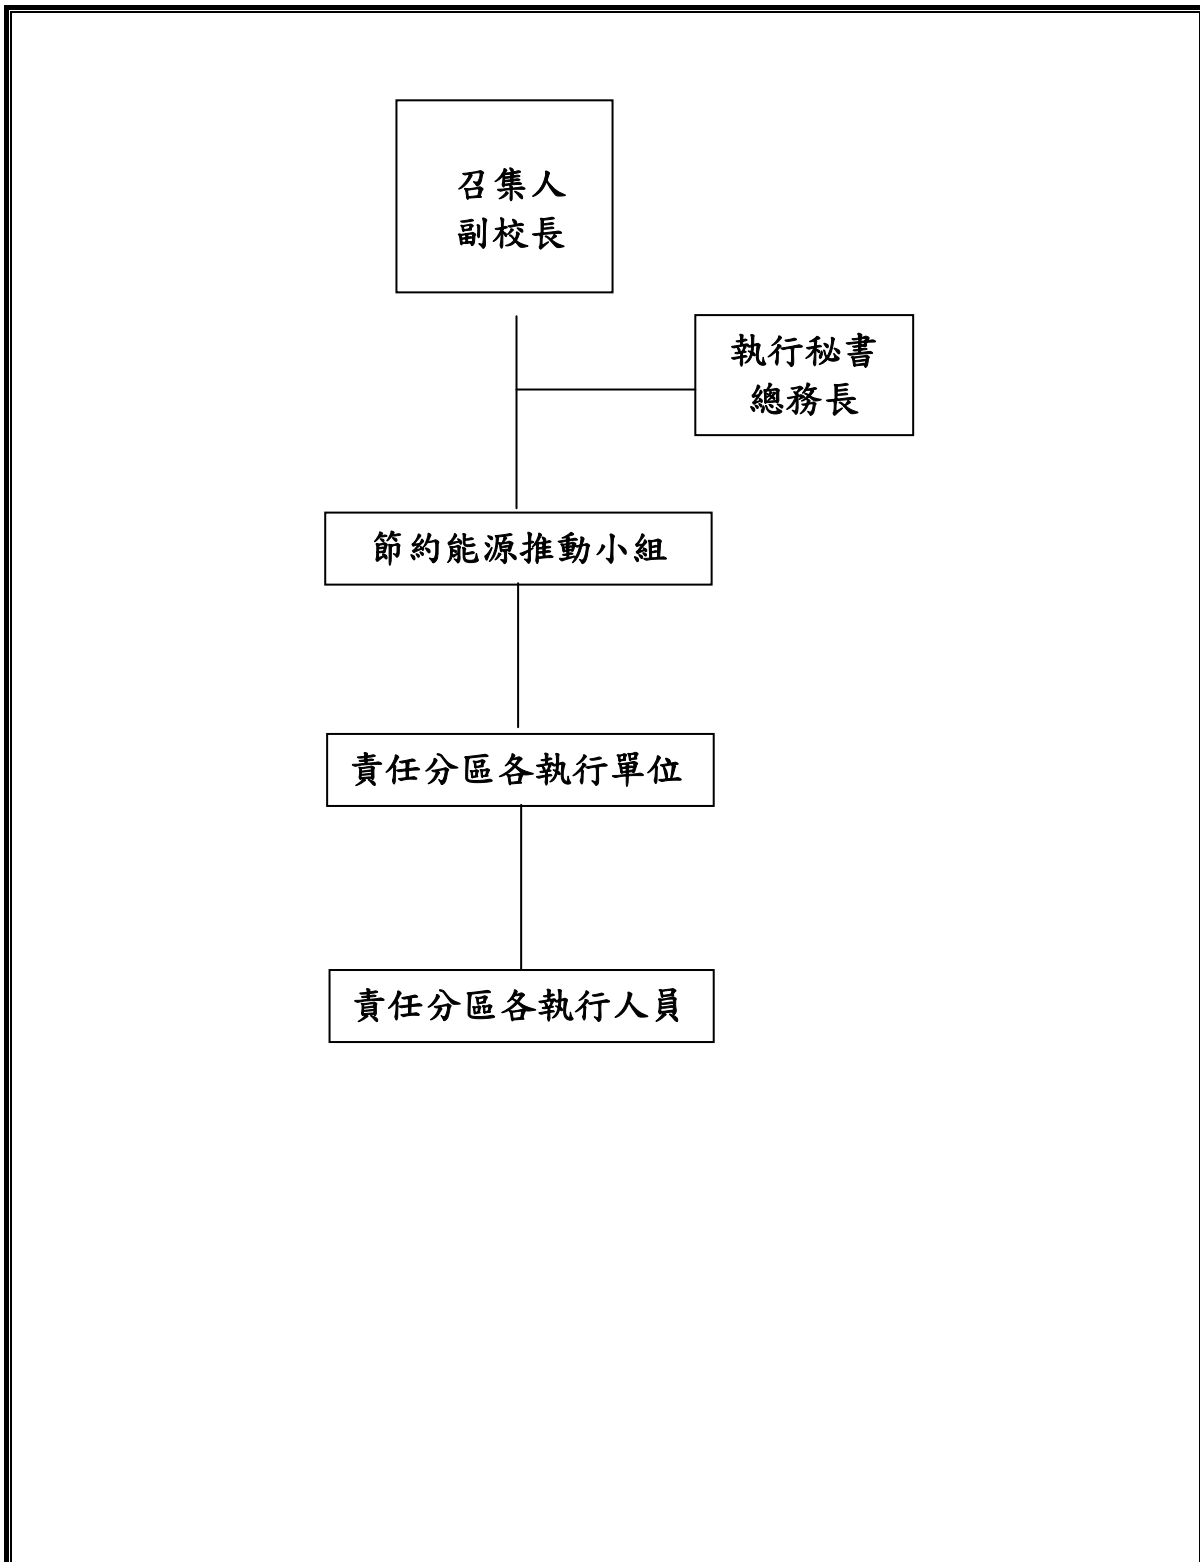 召集人
副校長
執行秘書
總務長
節約能源推動小組
責任分區各執行單位
責任分區各執行人員